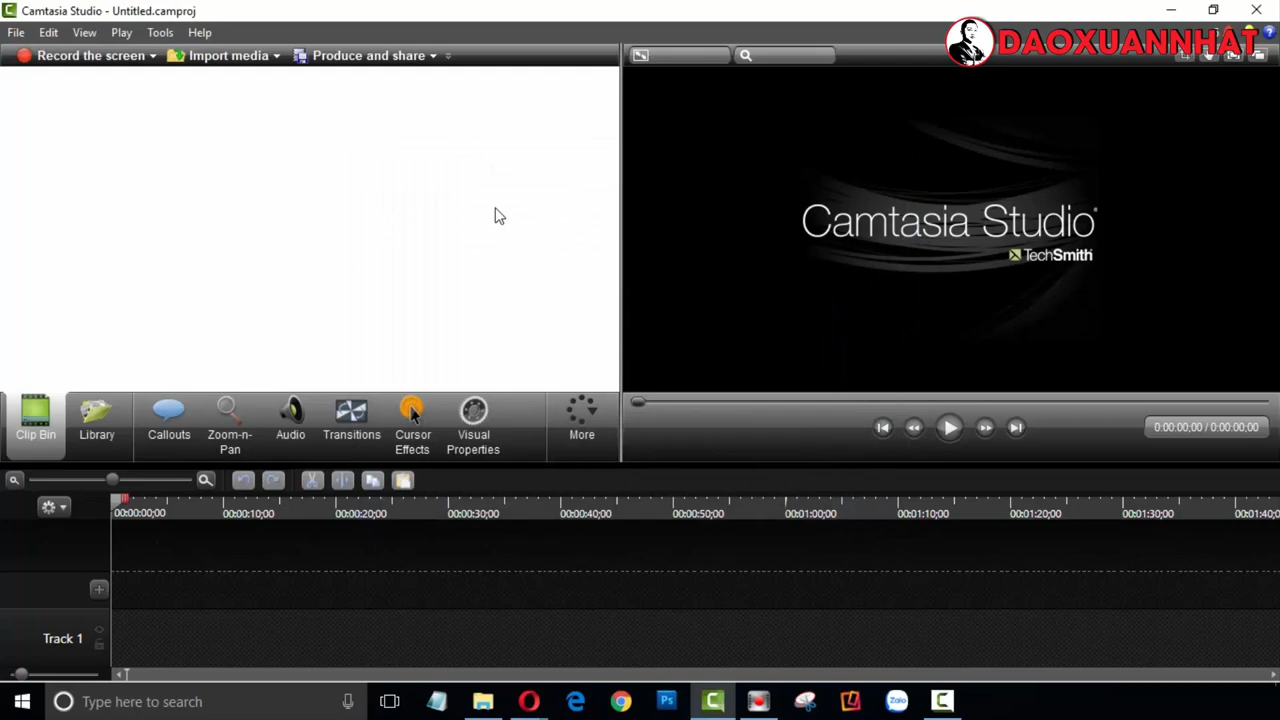 Camtasia Studio - Untitled.camproj
File Edit View Play Tools Help
DAOXUANNHAT
Record the screen Import media Produce and share
Camtasia Studio
TechSmith
Clip Bin Library Callouts Zoom-n-Pan Audio Transitions Cursor Effects Visual Properties More
0:00:00;00 / 0:00:00;00
00:00:00;00 00:00:10;00 00:00:20;00 00:00:30;00 00:00:40;00 00:00:50;00 00:01:00;00 00:01:10;00 00:01:20;00 00:01:30;00 00:01:40;0
Track 1
Type here to search
Ps
Zalo